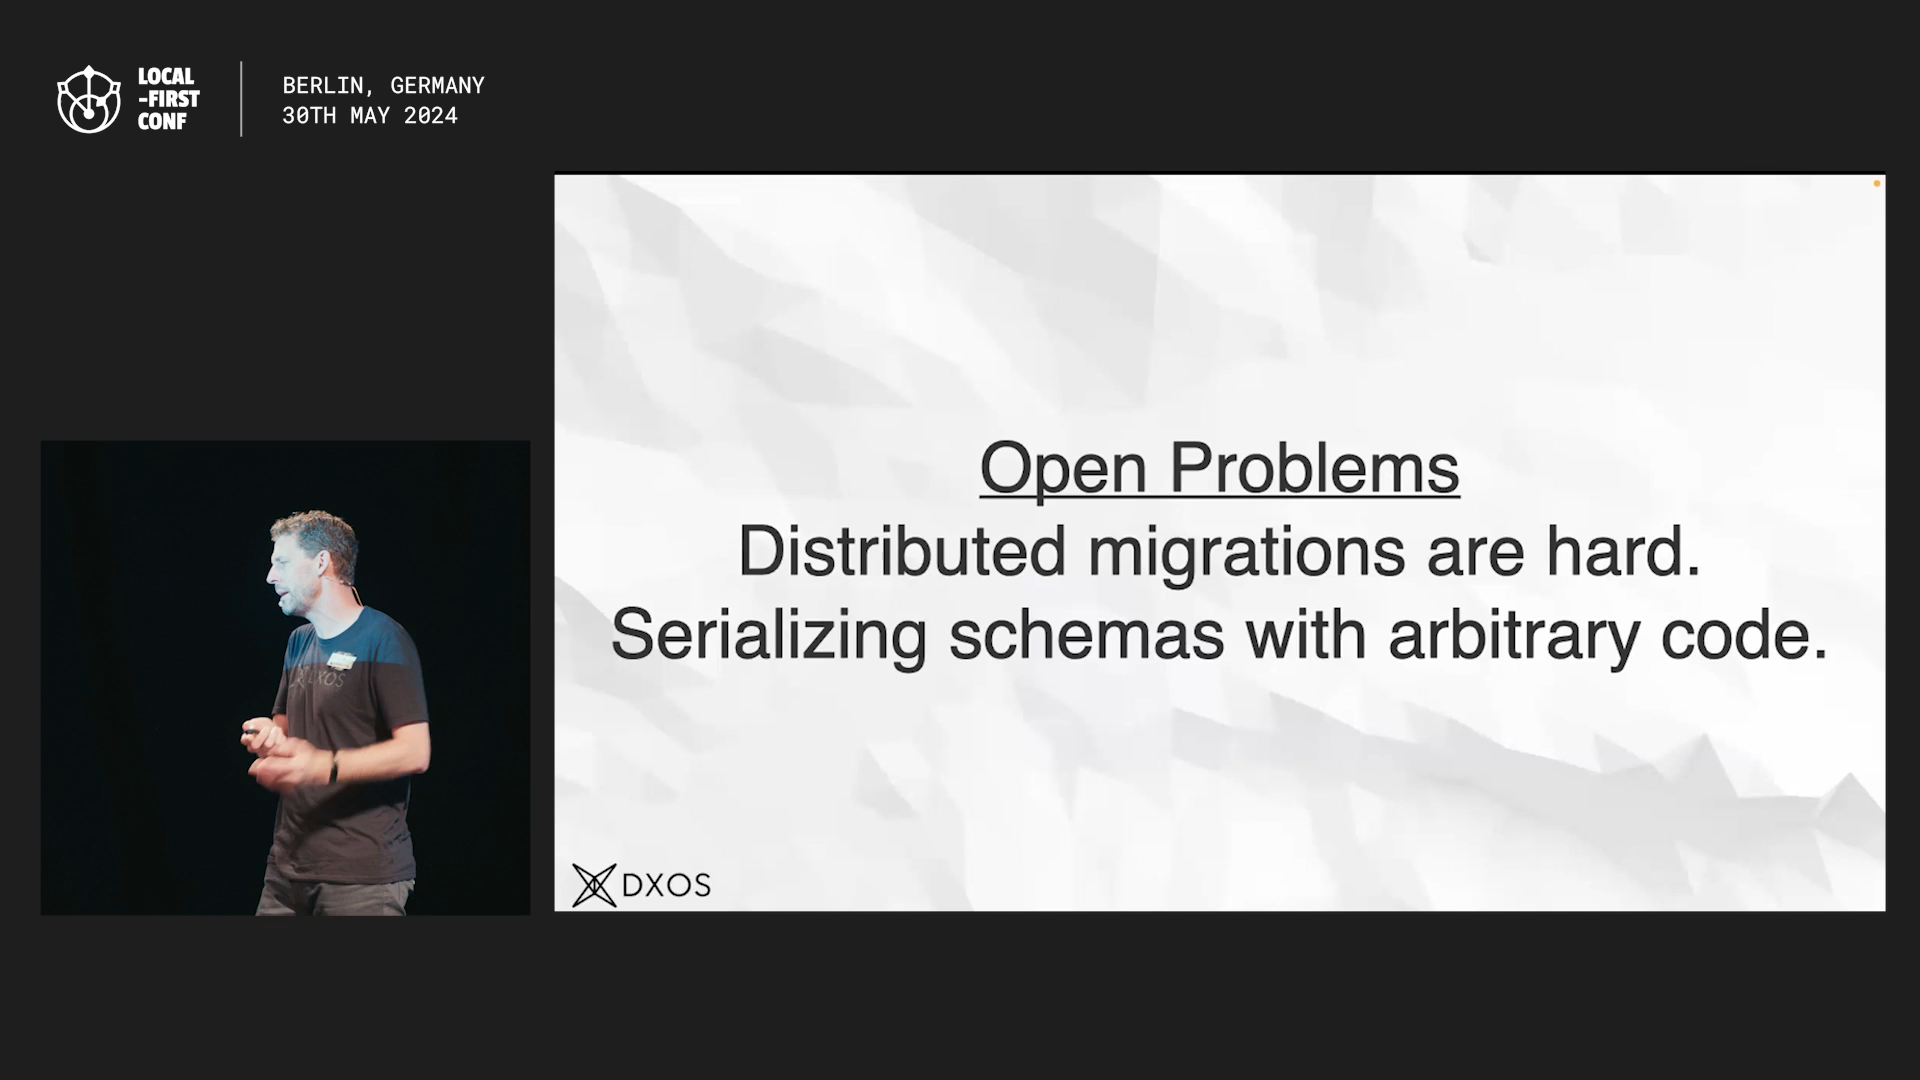 LOCAL
-FIRST
CONF
BERLIN, GERMANY
30TH MAY 2024
Open Problems
Distributed migrations are hard.
Serializing schemas with arbitrary code.
DXOS
DXOS